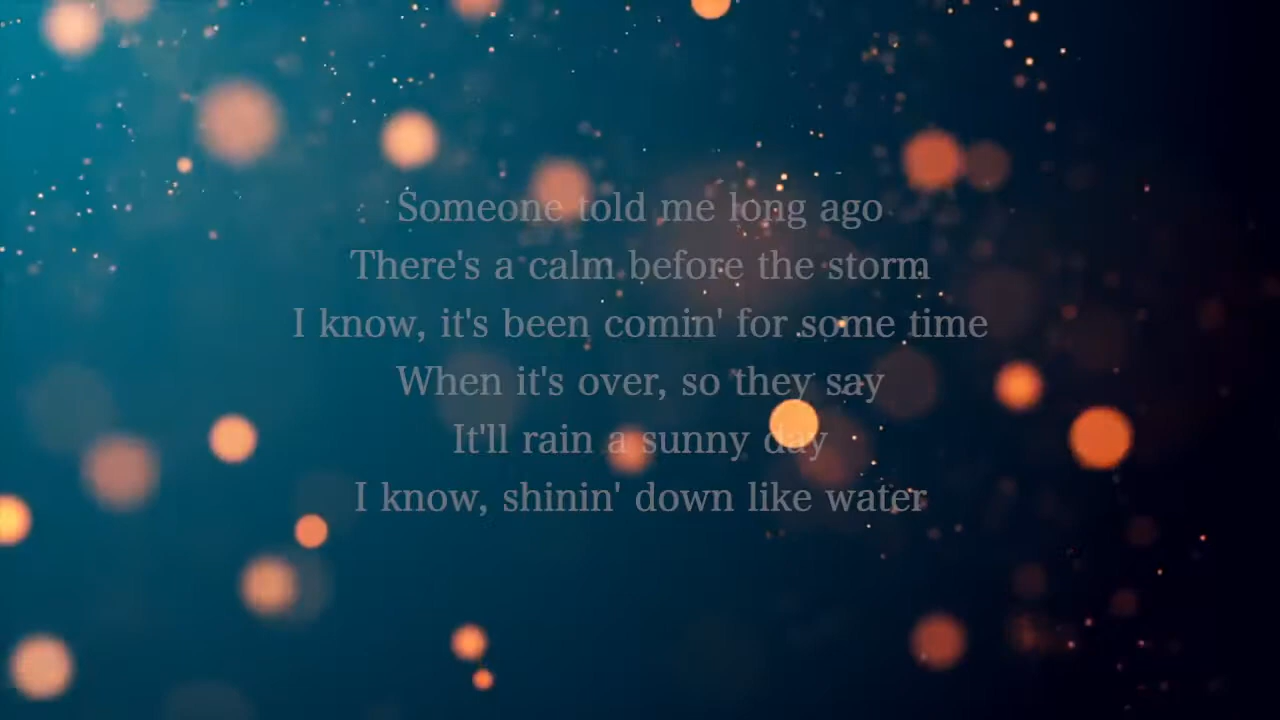 Someone told me long ago
There's a calm before the storm
I know, it's been comin' for some time
When it's over, so they say
It'll rain a sunny day
I know, shinin' down like water